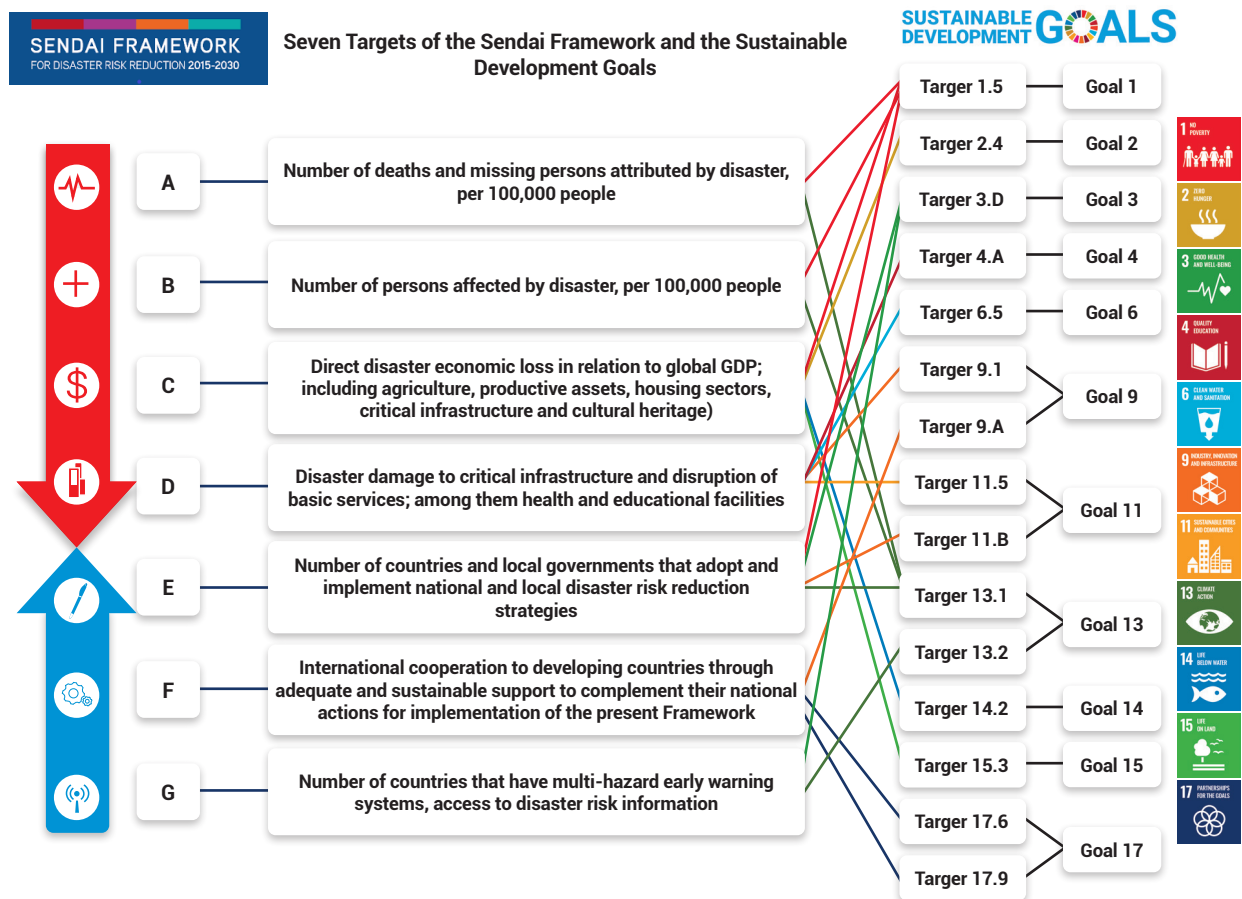 SENDAI FRAMEWORK
FOR DISASTER RISK REDUCTION 2015-2030
Seven Targets of the Sendai Framework and the Sustainable
Development Goals
SUSTAINABLE
DEVELOPMENT
GOALS
A
Number of deaths and missing persons attributed by disaster,
per 100,000 people
B
Number of persons affected by disaster, per 100,000 people
C
Direct disaster economic loss in relation to global GDP;
including agriculture, productive assets, housing sectors,
critical infrastructure and cultural heritage)
D
Disaster damage to critical infrastructure and disruption of
basic services; among them health and educational facilities
E
Number of countries and local governments that adopt and
implement national and local disaster risk reduction
strategies
F
International cooperation to developing countries through
adequate and sustainable support to complement their national
actions for implementation of the present Framework
G
Number of countries that have multi-hazard early warning
systems, access to disaster risk information
$
Targer 1.5
Goal 1
Targer 2.4
Goal 2
Targer 3.D
Goal 3
Targer 4.A
Goal 4
Targer 6.5
Goal 6
Targer 9.1
Targer 9.A
Goal 9
Targer 11.5
Targer 11.B
Goal 11
Targer 13.1
Targer 13.2
Goal 13
Targer 14.2
Goal 14
Targer 15.3
Goal 15
Targer 17.6
Targer 17.9
Goal 17
1 NO
POVERTY
2 ZERO
HUNGER
3 GOOD HEALTH
AND WELL-BEING
4 QUALITY
EDUCATION
6 CLEAN WATER
AND SANITATION
9 INDUSTRY, INNOVATION
AND INFRASTRUCTURE
11 SUSTAINABLE CITIES
AND COMMUNITIES
13 CLIMATE
ACTION
14 LIFE
BELOW WATER
15 LIFE
ON LAND
17 PARTNERSHIPS
FOR THE GOALS